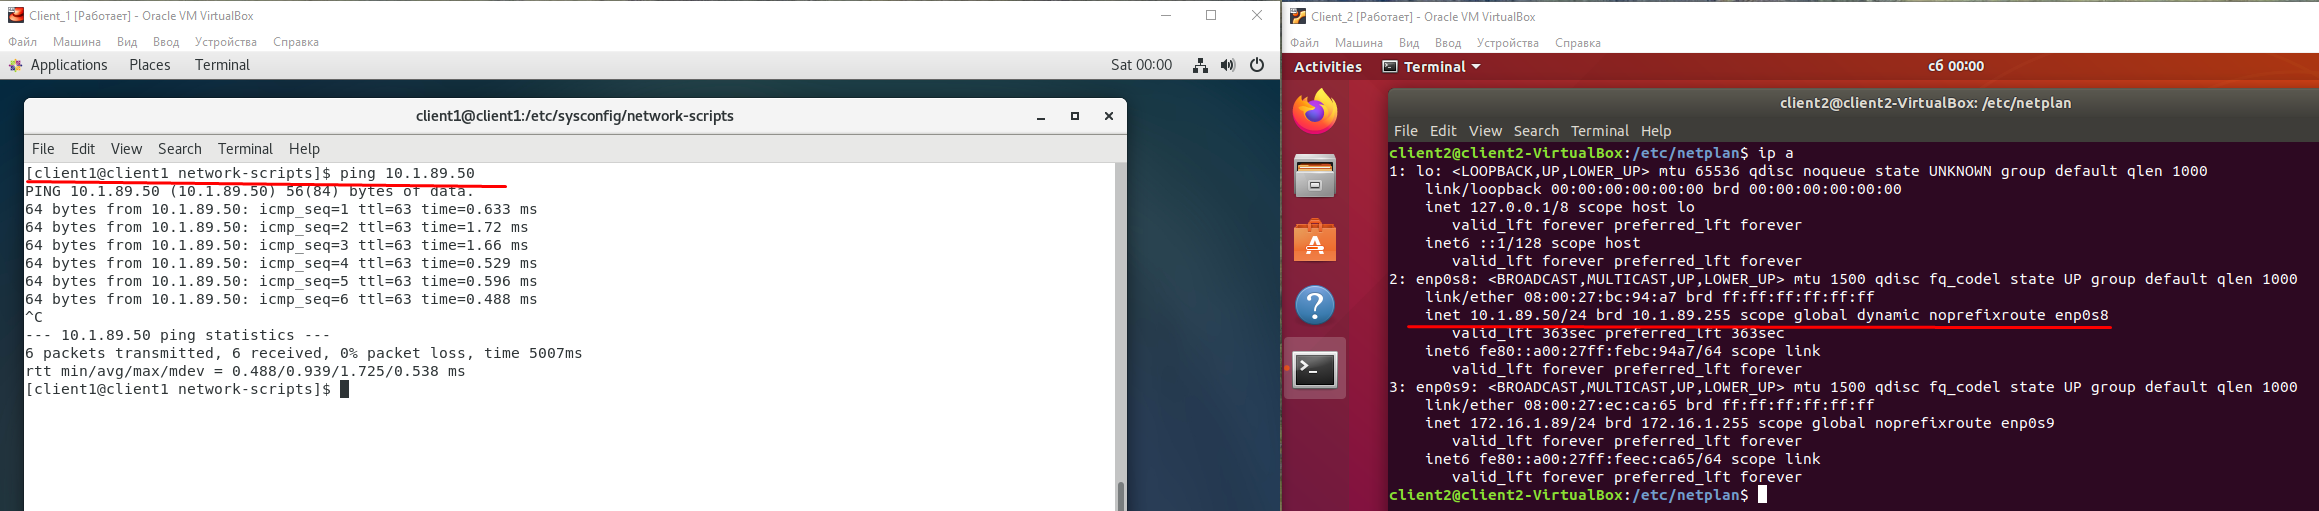 Client_1 [Работает] - Oracle VM VirtualBox
Файл Машина Вид Ввод Устройства Справка
Applications Places Terminal Sat 00:00
client1@client1:/etc/sysconfig/network-scripts
File Edit View Search Terminal Help
[client1@client1 network-scripts]$ ping 10.1.89.50
PING 10.1.89.50 (10.1.89.50) 56(84) bytes of data.
64 bytes from 10.1.89.50: icmp_seq=1 ttl=63 time=0.633 ms
64 bytes from 10.1.89.50: icmp_seq=2 ttl=63 time=1.72 ms
64 bytes from 10.1.89.50: icmp_seq=3 ttl=63 time=1.66 ms
64 bytes from 10.1.89.50: icmp_seq=4 ttl=63 time=0.529 ms
64 bytes from 10.1.89.50: icmp_seq=5 ttl=63 time=0.596 ms
64 bytes from 10.1.89.50: icmp_seq=6 ttl=63 time=0.488 ms
^C
--- 10.1.89.50 ping statistics ---
6 packets transmitted, 6 received, 0% packet loss, time 5007ms
rtt min/avg/max/mdev = 0.488/0.939/1.725/0.538 ms
[client1@client1 network-scripts]$
Client_2 [Работает] - Oracle VM VirtualBox
Файл Машина Вид Ввод Устройства Справка
Activities Terminal сб 00:00
client2@client2-VirtualBox: /etc/netplan
File Edit View Search Terminal Help
client2@client2-VirtualBox:/etc/netplan$ ip a
1: lo: <LOOPBACK,UP,LOWER_UP> mtu 65536 qdisc noqueue state UNKNOWN group default qlen 1000
link/loopback 00:00:00:00:00:00 brd 00:00:00:00:00:00
inet 127.0.0.1/8 scope host lo
valid_lft forever preferred_lft forever
inet6 ::1/128 scope host
valid_lft forever preferred_lft forever
2: enp0s8: <BROADCAST,MULTICAST,UP,LOWER_UP> mtu 1500 qdisc fq_codel state UP group default qlen 1000
link/ether 08:00:27:bc:94:a7 brd ff:ff:ff:ff:ff:ff
inet 10.1.89.50/24 brd 10.1.89.255 scope global dynamic noprefixroute enp0s8
valid_lft 363sec preferred_lft 363sec
inet6 fe80::a00:27ff:febc:94a7/64 scope link
valid_lft forever preferred_lft forever
3: enp0s9: <BROADCAST,MULTICAST,UP,LOWER_UP> mtu 1500 qdisc fq_codel state UP group default qlen 1000
link/ether 08:00:27:ec:ca:65 brd ff:ff:ff:ff:ff:ff
inet 172.16.1.89/24 brd 172.16.1.255 scope global noprefixroute enp0s9
valid_lft forever preferred_lft forever
inet6 fe80::a00:27ff:feec:ca65/64 scope link
valid_lft forever preferred_lft forever
client2@client2-VirtualBox:/etc/netplan$